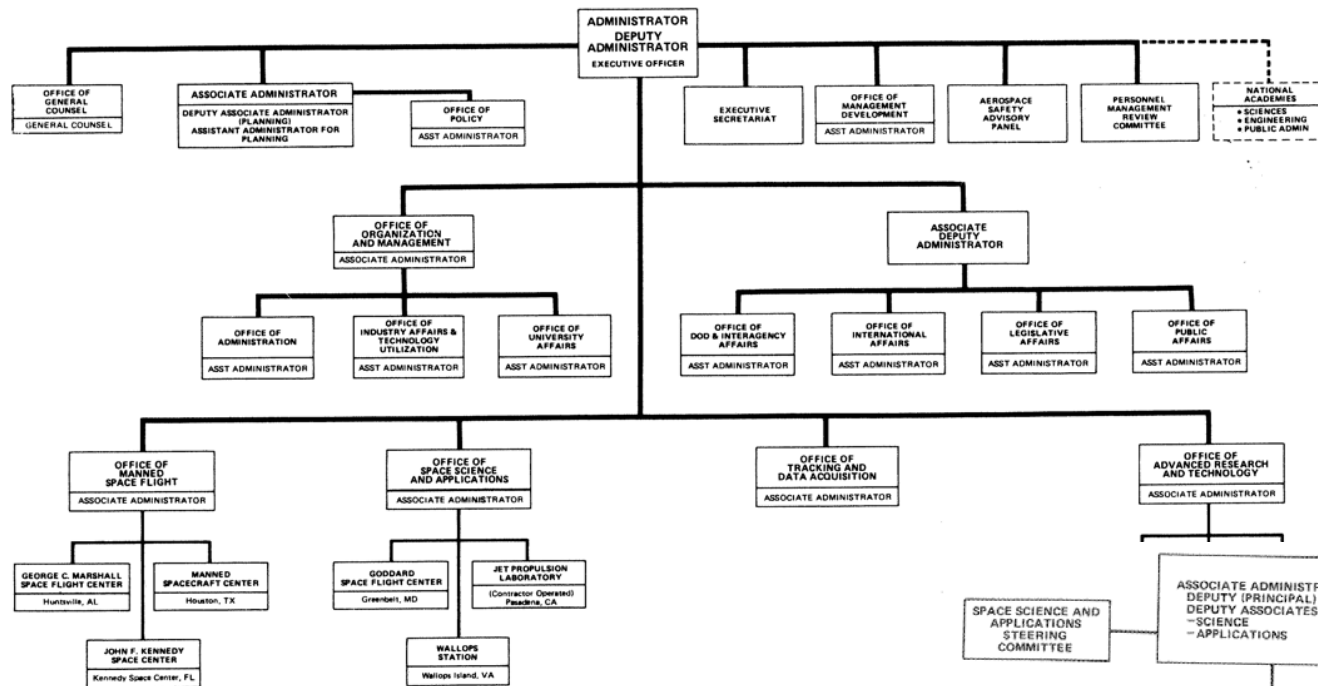 ADMINISTRATOR
DEPUTY
ADMINISTRATOR
EXECUTIVE OFFICER
OFFICE OF
GENERAL
COUNSEL
GENERAL COUNSEL
ASSOCIATE ADMINISTRATOR
DEPUTY ASSOCIATE ADMINISTRATOR
(PLANNING)
ASSISTANT ADMINISTRATOR FOR
PLANNING
OFFICE OF
POLICY
ASST ADMINISTRATOR
EXECUTIVE
SECRETARIAT
OFFICE OF
MANAGEMENT
DEVELOPMENT
ASST ADMINISTRATOR
AEROSPACE
SAFETY
ADVISORY
PANEL
PERSONNEL
MANAGEMENT
REVIEW
COMMITTEE
NATIONAL
ACADEMIES
• SCIENCES
• ENGINEERING
• PUBLIC ADMIN
OFFICE OF
ORGANIZATION
AND MANAGEMENT
ASSOCIATE ADMINISTRATOR
ASSOCIATE
DEPUTY
ADMINISTRATOR
OFFICE OF
ADMINISTRATION
ASST ADMINISTRATOR
OFFICE OF
INDUSTRY AFFAIRS &
TECHNOLOGY
UTILIZATION
ASST ADMINISTRATOR
OFFICE OF
UNIVERSITY
AFFAIRS
ASST ADMINISTRATOR
OFFICE OF
DOD & INTERAGENCY
AFFAIRS
ASST ADMINISTRATOR
OFFICE OF
INTERNATIONAL
AFFAIRS
ASST ADMINISTRATOR
OFFICE OF
LEGISLATIVE
AFFAIRS
ASST ADMINISTRATOR
OFFICE OF
PUBLIC
AFFAIRS
ASST ADMINISTRATOR
OFFICE OF
MANNED
SPACE FLIGHT
ASSOCIATE ADMINISTRATOR
OFFICE OF
SPACE SCIENCE
AND APPLICATIONS
ASSOCIATE ADMINISTRATOR
OFFICE OF
TRACKING AND
DATA ACQUISITION
ASSOCIATE ADMINISTRATOR
OFFICE OF
ADVANCED RESEARCH
AND TECHNOLOGY
ASSOCIATE ADMINISTRATOR
GEORGE C. MARSHALL
SPACE FLIGHT CENTER
Huntsville, AL
MANNED
SPACECRAFT CENTER
Houston, TX
JOHN F. KENNEDY
SPACE CENTER
Kennedy Space Center, FL
GODDARD
SPACE FLIGHT CENTER
Greenbelt, MD
JET PROPULSION
LABORATORY
(Contractor Operated)
Pasadena, CA
WALLOPS
STATION
Wallops Island, VA
SPACE SCIENCE AND
APPLICATIONS
STEERING
COMMITTEE
ASSOCIATE ADMINISTR
DEPUTY (PRINCIPAL)
DEPUTY ASSOCIATES
—SCIENCE
—APPLICATIONS